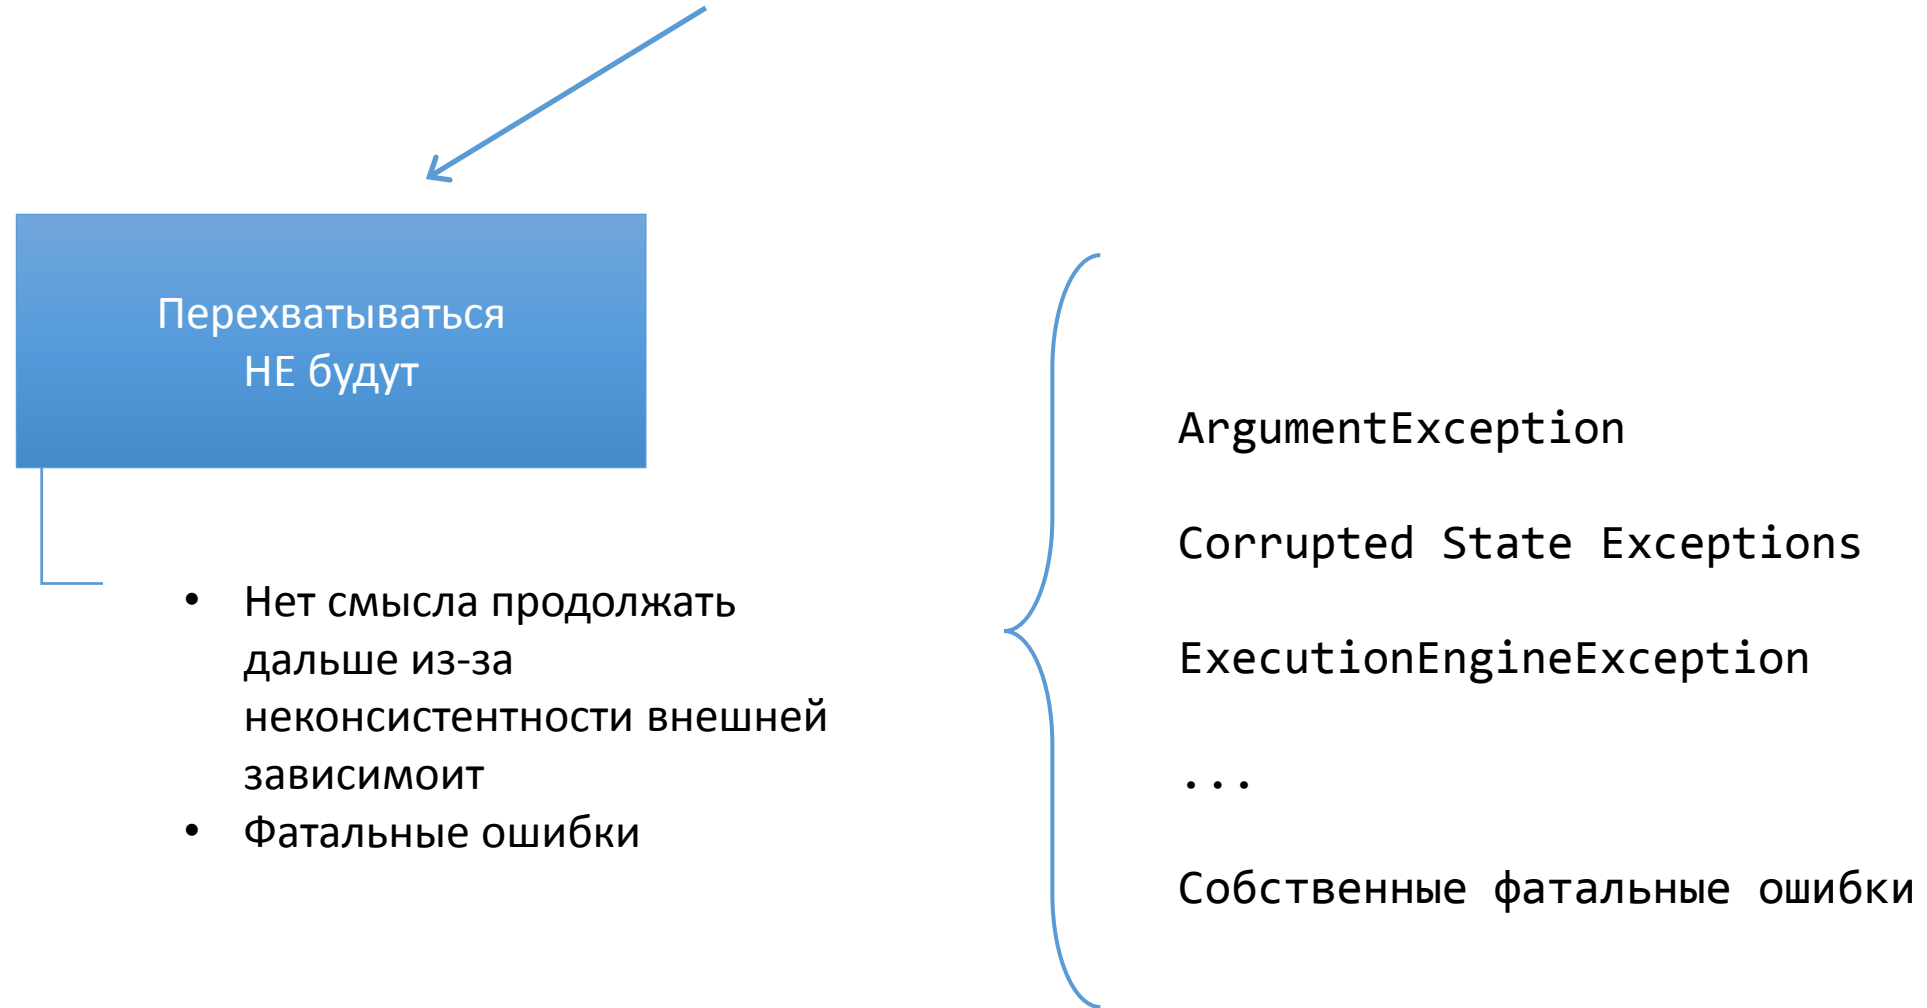 Перехватываться
НЕ будут
• Нет смысла продолжать
дальше из-за
неконсистентности внешней
зависимоит
• Фатальные ошибки
ArgumentException
Corrupted State Exceptions
ExecutionEngineException
...
Собственные фатальные ошибки